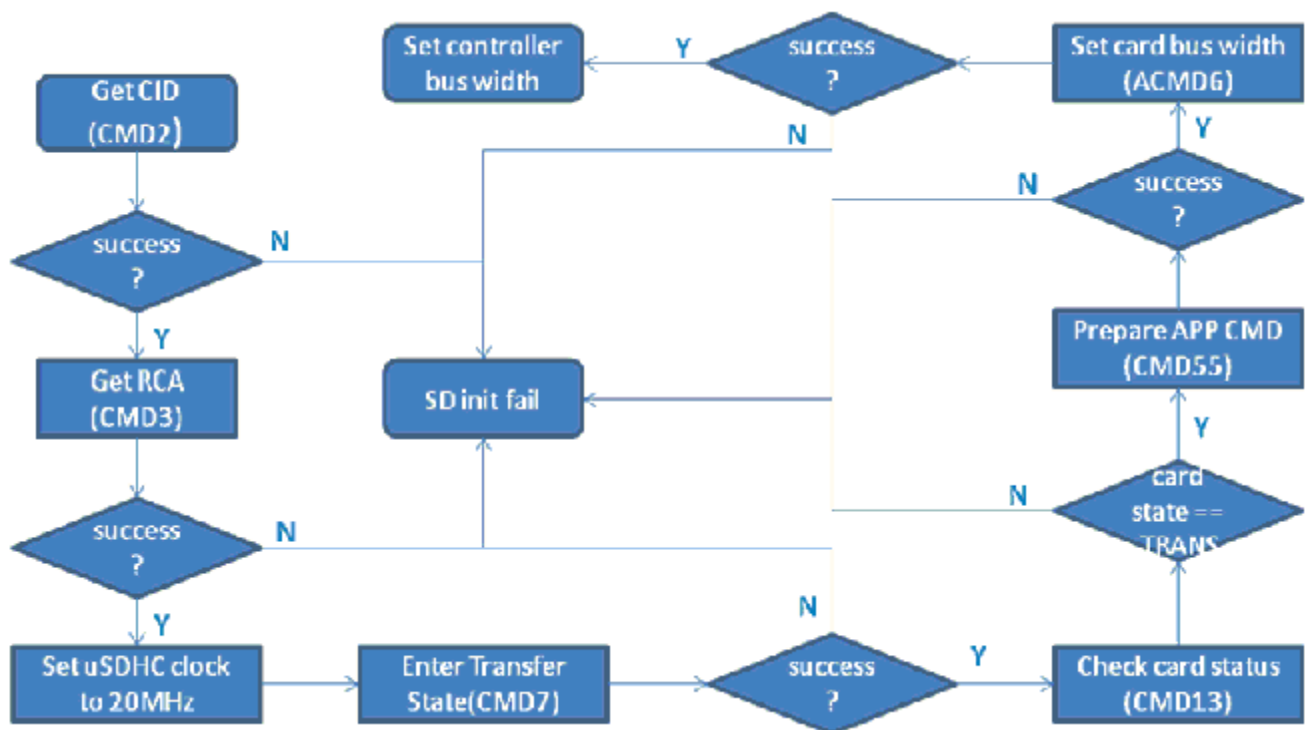 Get CID
(CMD2)
success
?
N
Y
Get RCA
(CMD3)
success
?
N
Y
Set uSDHC clock
to 20MHz
Enter Transfer
State(CMD7)
success
?
N
Y
Check card status
(CMD13)
card
state ==
TRANS
N
Y
Prepare APP CMD
(CMD55)
success
?
N
Y
Set card bus width
(ACMD6)
success
?
N
Y
Set controller
bus width
SD init fail